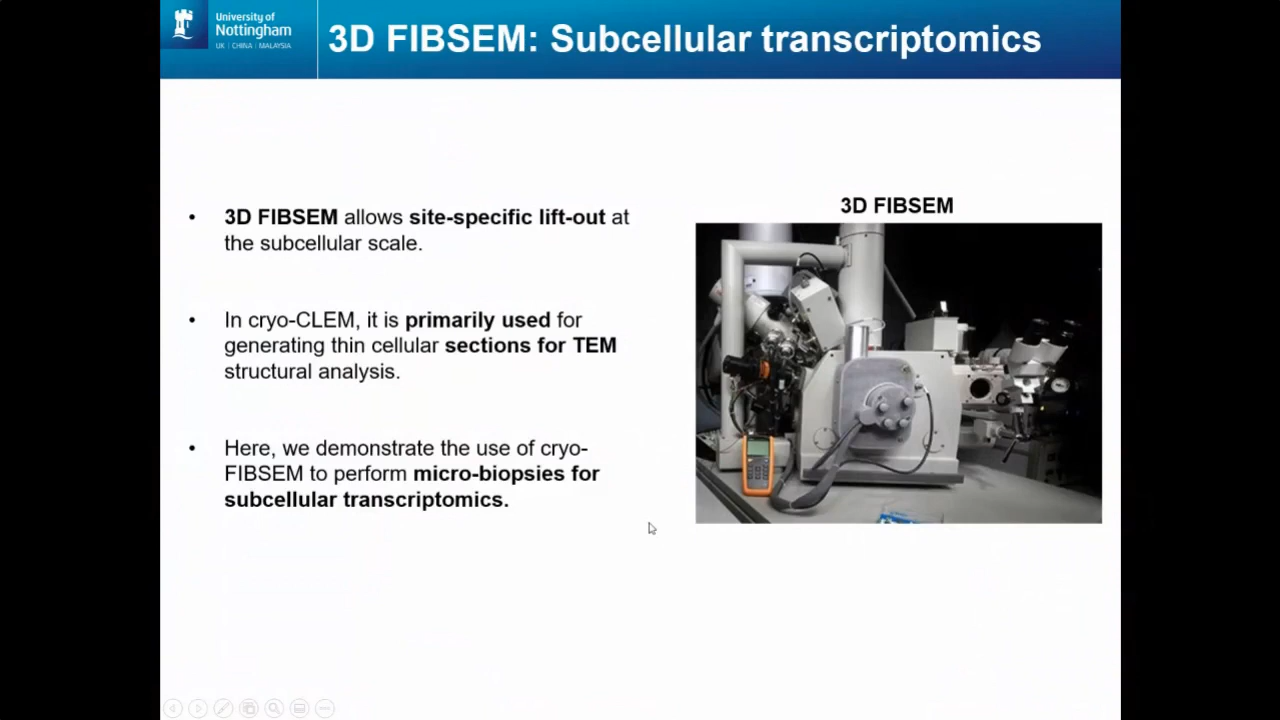 University of
Nottingham
UK | CHINA | MALAYSIA
3D FIBSEM: Subcellular transcriptomics
• 3D FIBSEM allows site-specific lift-out at
the subcellular scale.
• In cryo-CLEM, it is primarily used for
generating thin cellular sections for TEM
structural analysis.
• Here, we demonstrate the use of cryo-
FIBSEM to perform micro-biopsies for
subcellular transcriptomics.
3D FIBSEM